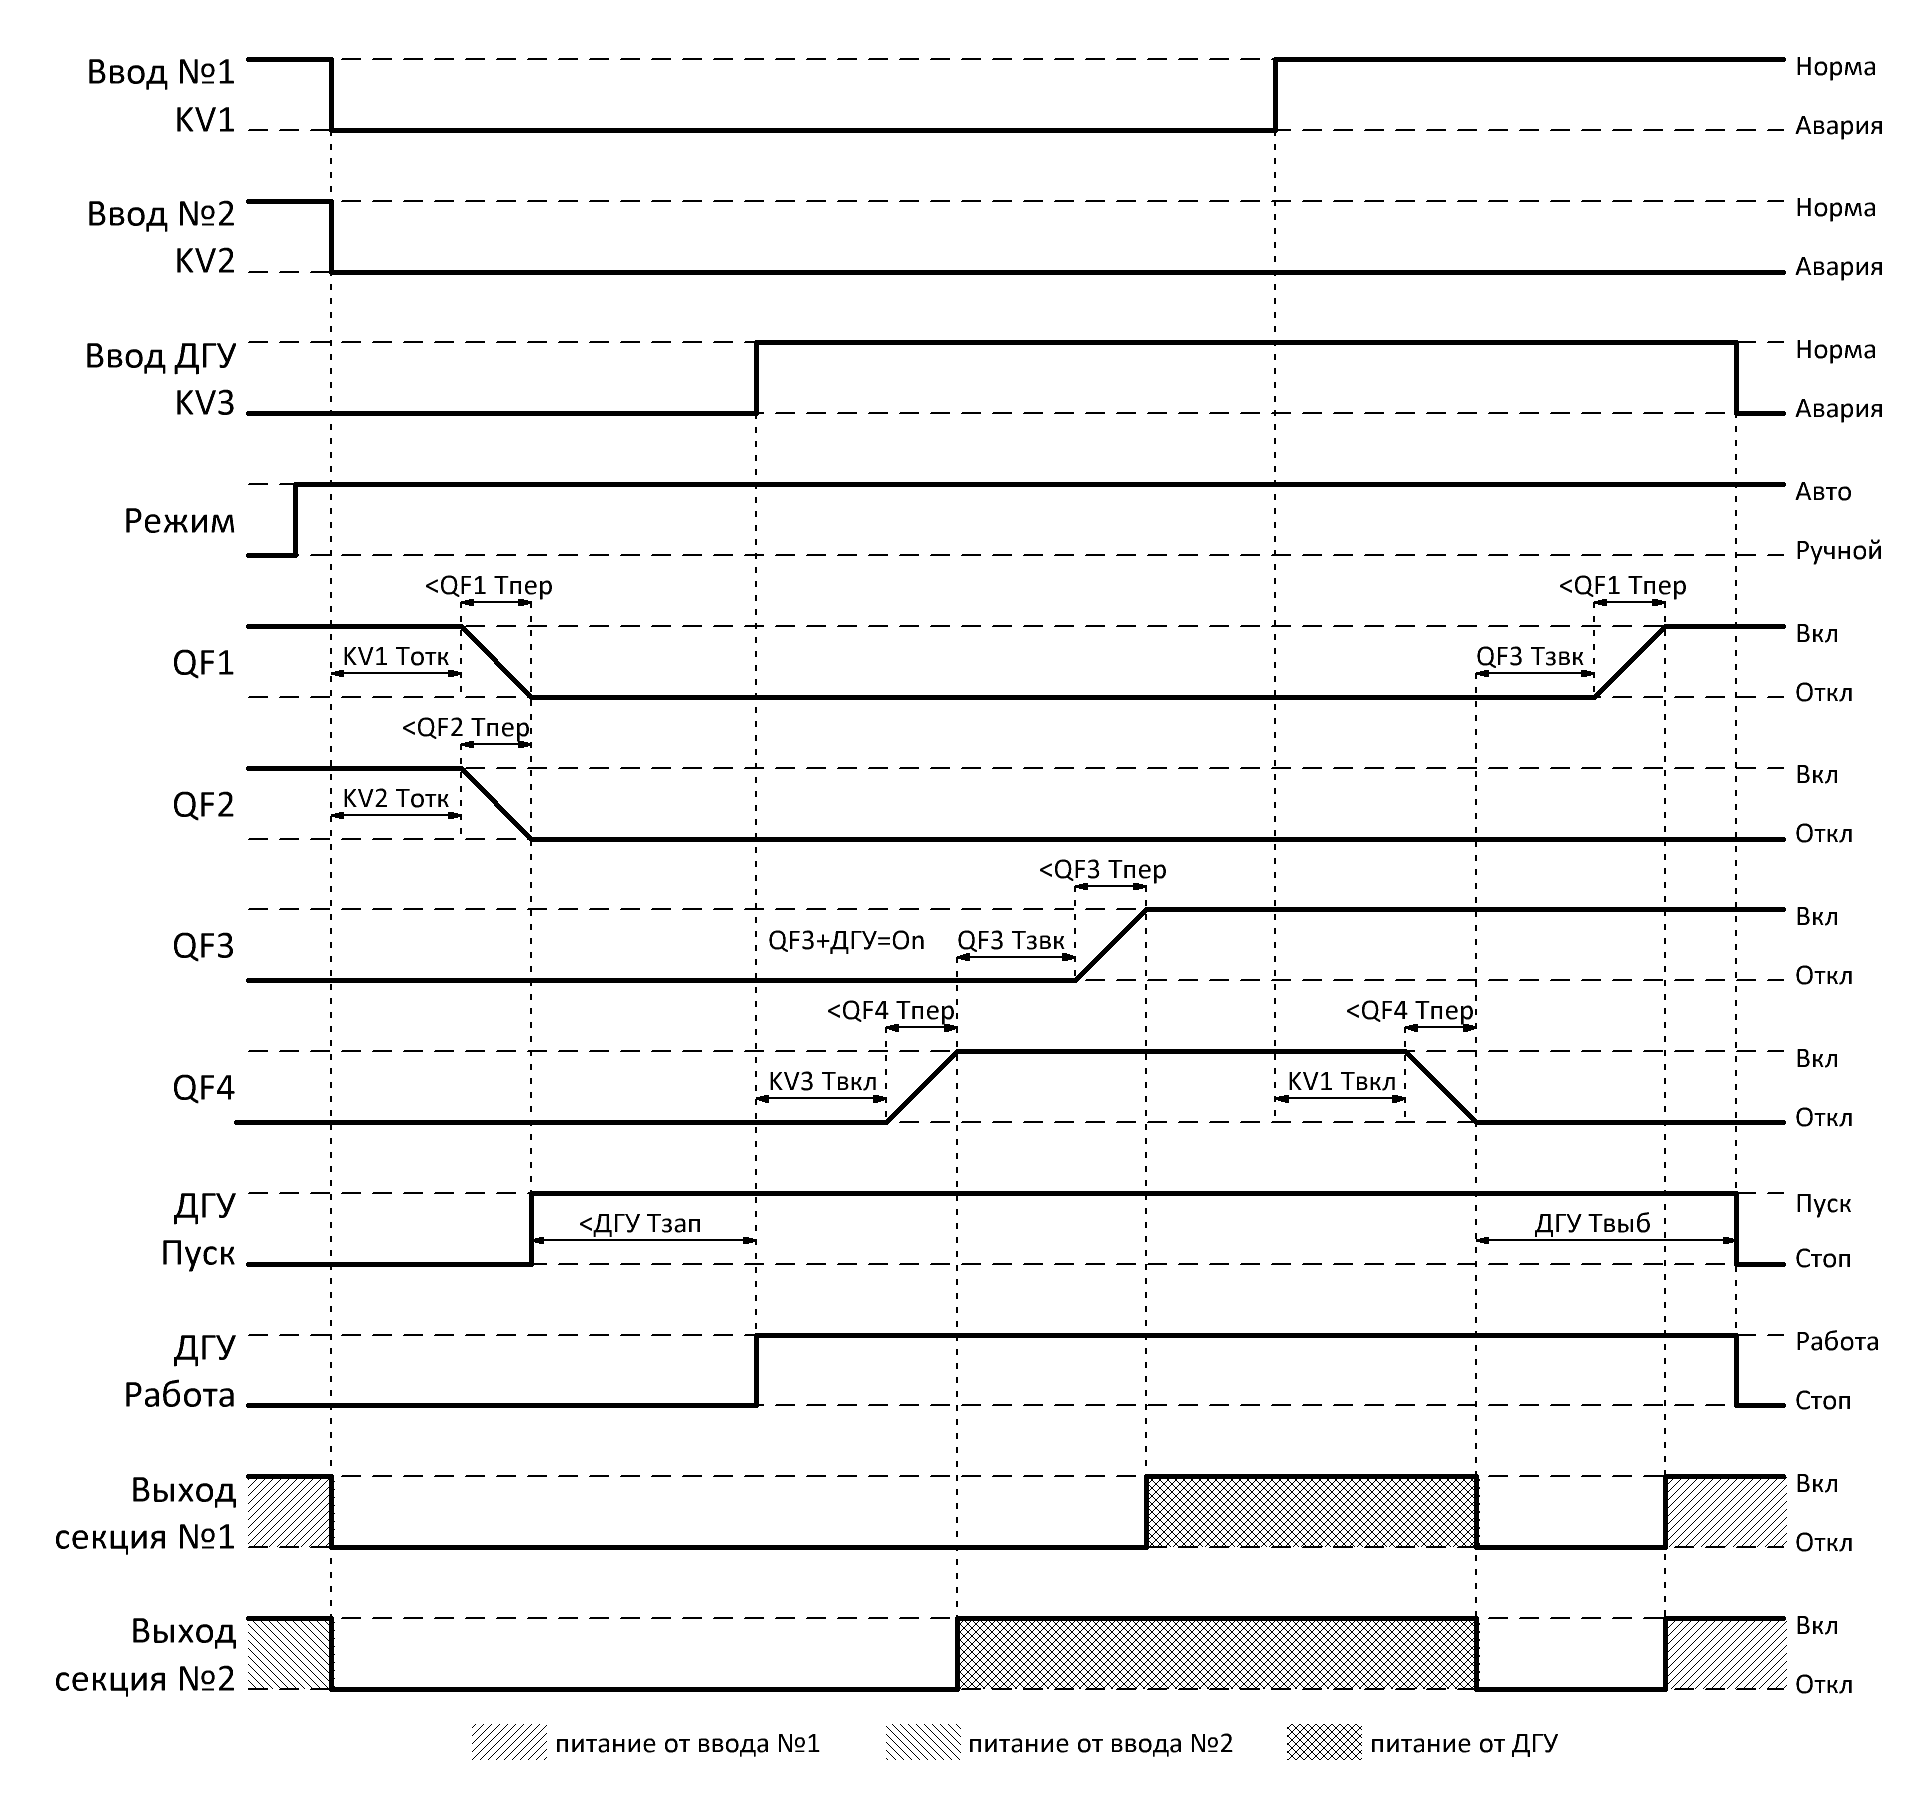 Ввод №1
KV1
Норма
Авария
Ввод №2
KV2
Норма
Авария
Ввод ДГУ
KV3
Норма
Авария
Режим
Авто
Ручной
<QF1 Тпер
<QF1 Тпер
QF1
KV1 Тотк
QF3 Тзвк
Вкл
Откл
<QF2 Тпер
QF2
KV2 Тотк
Вкл
Откл
<QF3 Тпер
QF3
QF3+ДГУ=On
QF3 Тзвк
Вкл
Откл
<QF4 Тпер
<QF4 Тпер
QF4
KV3 Твкл
KV1 Твкл
Вкл
Откл
ДГУ
Пуск
<ДГУ Тзап
ДГУ Твыб
Пуск
Стоп
ДГУ
Работа
Работа
Стоп
Выход
секция №1
Вкл
Откл
Выход
секция №2
Вкл
Откл
питание от ввода №1
питание от ввода №2
питание от ДГУ